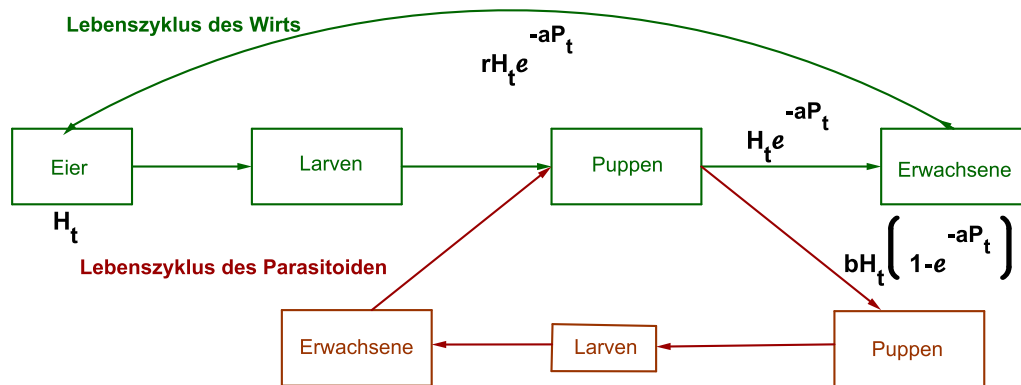 Lebenszyklus des Wirts
rH_t e^-aP_t
Eier
Larven
Puppen
H_t e^-aP_t
Erwachsene
H_t
Lebenszyklus des Parasitoiden
bH_t(1-e^-aP_t)
Erwachsene
Larven
Puppen